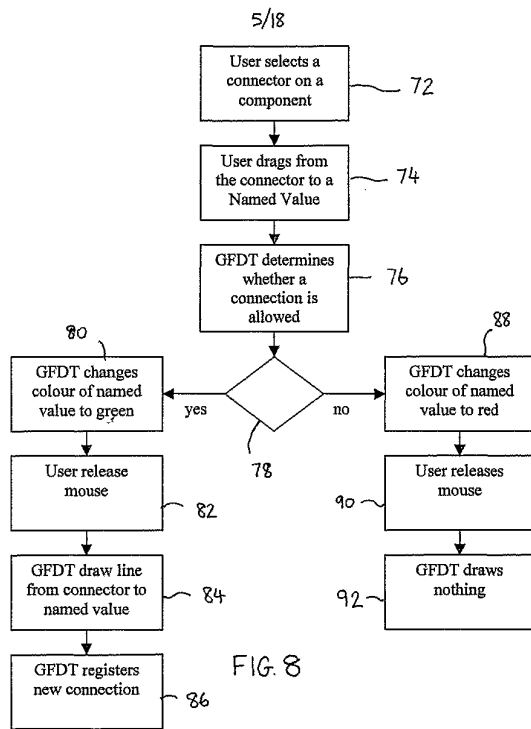 5/18
User selects a
connector on a
component
72
User drags from
the connector to a
Named Value
74
GFDT determines
whether a
connection is
allowed
76
80
GFDT changes
colour of named
value to green
yes
78
no
88
GFDT changes
colour of named
value to red
User release
mouse
82
User releases
mouse
90
GFDT draw line
from connector to
named value
84
GFDT draws
nothing
92
GFDT registers
new connection
86
FIG. 8